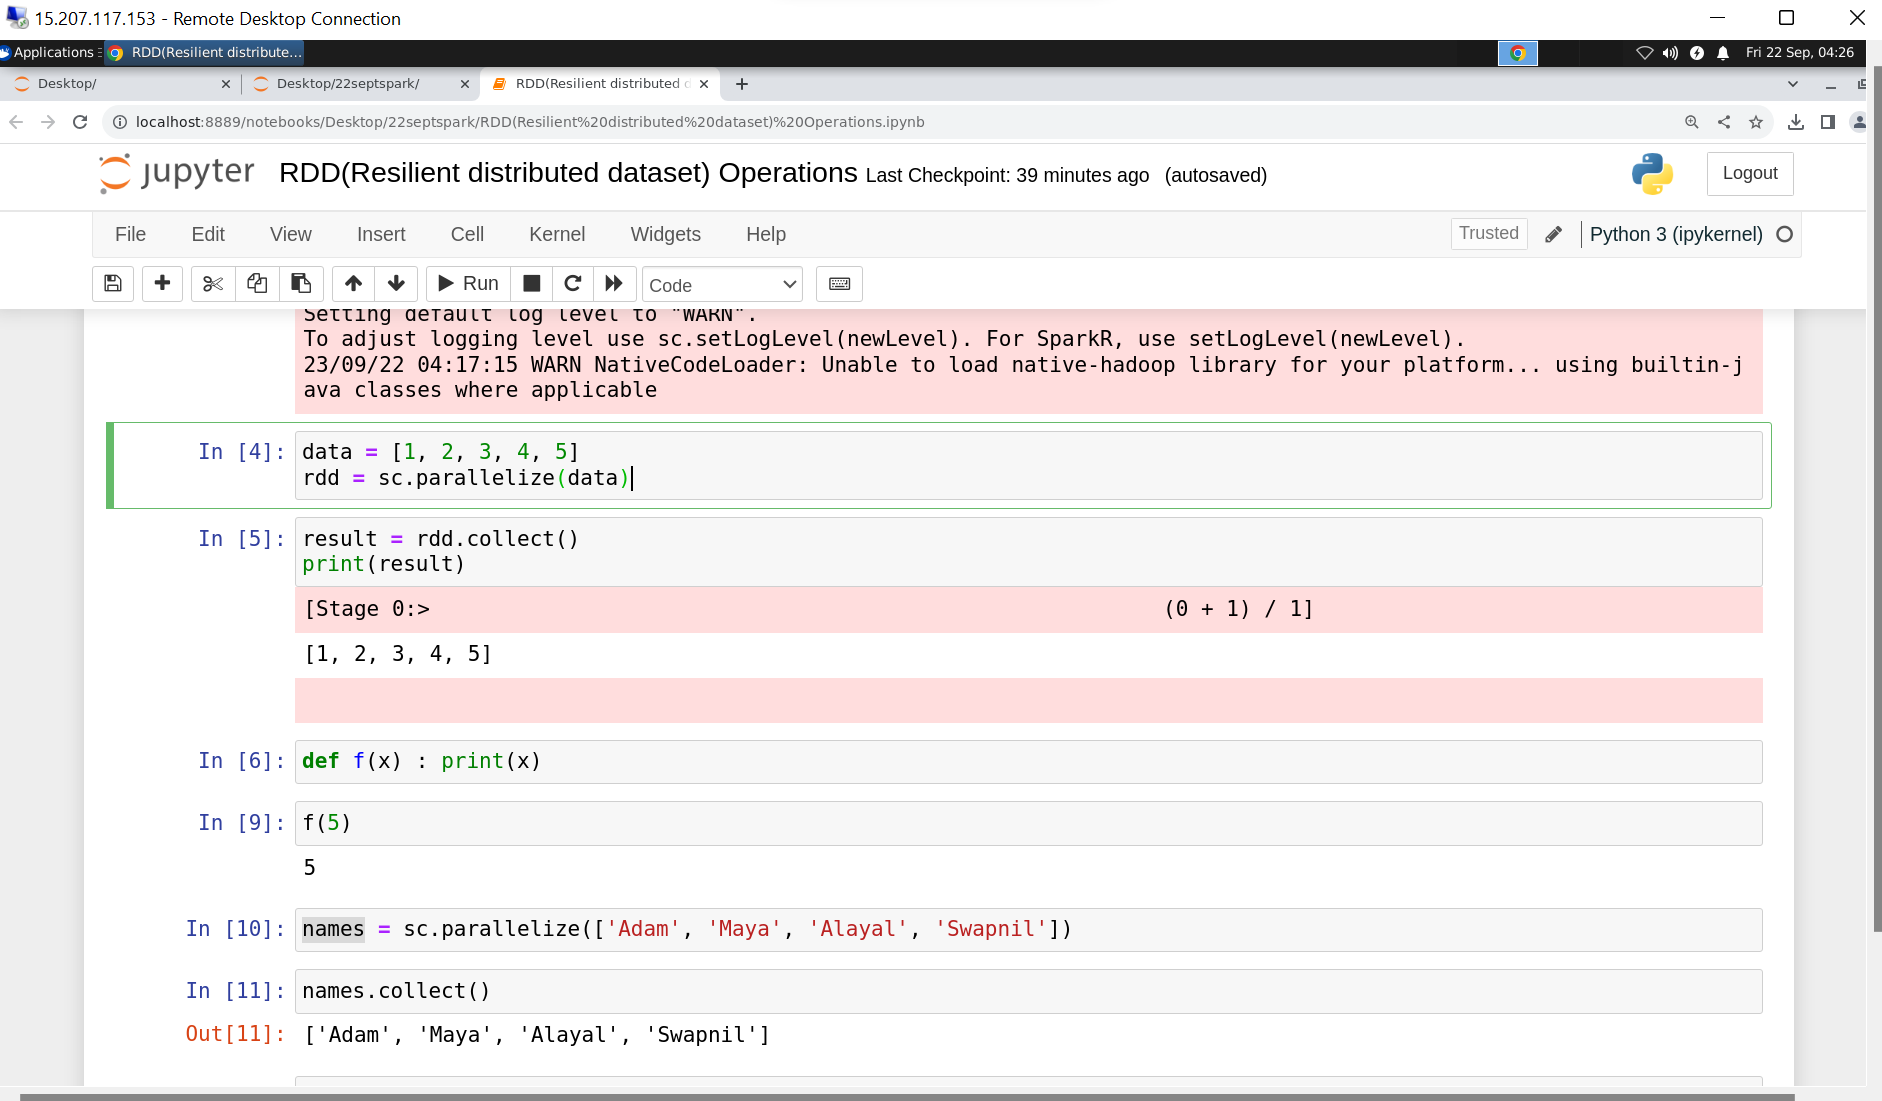 15.207.117.153 - Remote Desktop Connection
Applications RDD(Resilient distribute... Fri 22 Sep, 04:26
Desktop/ Desktop/22septspark/ RDD(Resilient distributed
localhost:8889/notebooks/Desktop/22septspark/RDD(Resilient%20distributed%20dataset)%20Operations.ipynb
jupyter RDD(Resilient distributed dataset) Operations Last Checkpoint: 39 minutes ago (autosaved) Logout
File Edit View Insert Cell Kernel Widgets Help Trusted Python 3 (ipykernel)
Run Code
Setting default log level to "WARN".
To adjust logging level use sc.setLogLevel(newLevel). For SparkR, use setLogLevel(newLevel).
23/09/22 04:17:15 WARN NativeCodeLoader: Unable to load native-hadoop library for your platform... using builtin-j
ava classes where applicable
In [4]: data = [1, 2, 3, 4, 5]
rdd = sc.parallelize(data)
In [5]: result = rdd.collect()
print(result)
[Stage 0:> (0 + 1) / 1]
[1, 2, 3, 4, 5]
In [6]: def f(x) : print(x)
In [9]: f(5)
5
In [10]: names = sc.parallelize(['Adam', 'Maya', 'Alayal', 'Swapnil'])
In [11]: names.collect()
Out[11]: ['Adam', 'Maya', 'Alayal', 'Swapnil']